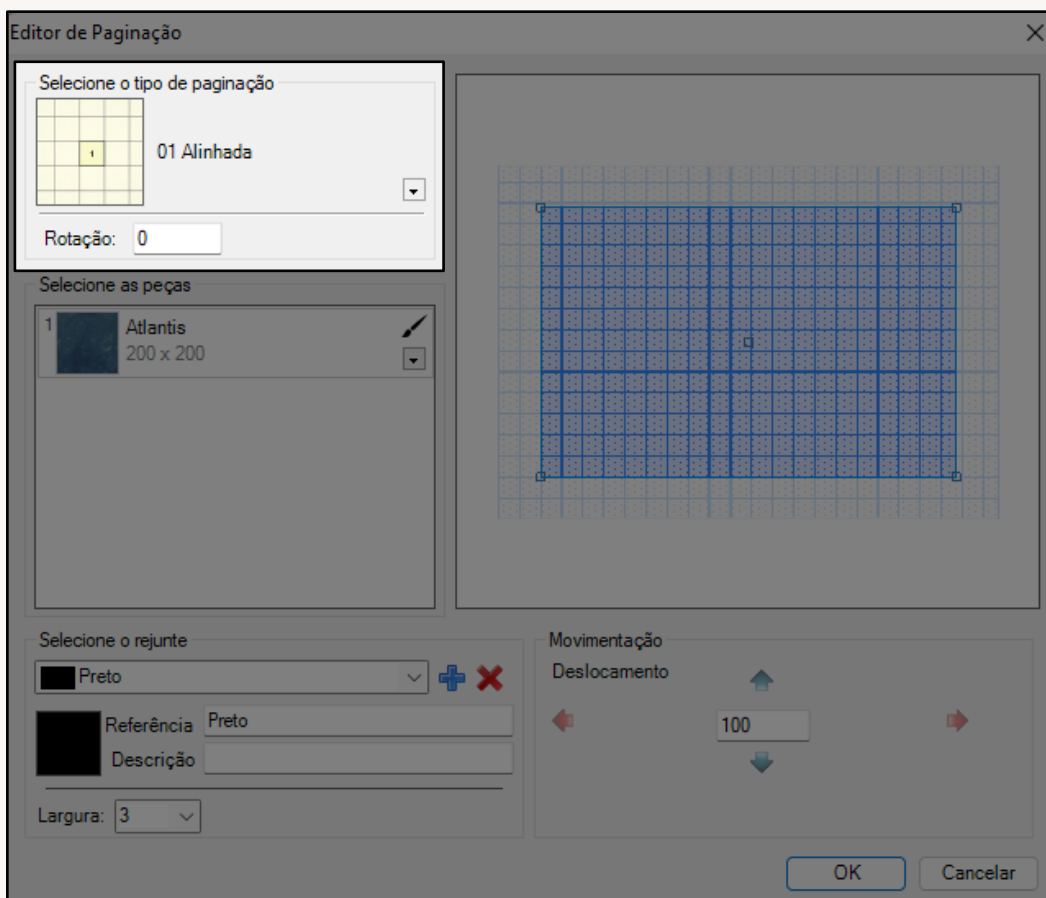 Editor de Paginação
Selecione o tipo de paginação
1
01 Alinhada
Rotação: 0
Selecione as peças
1
Atlantis
200 x 200
Selecione o rejunte
Preto
Referência Preto
Descrição
Largura: 3
Movimentação
Deslocamento
100
OK
Cancelar